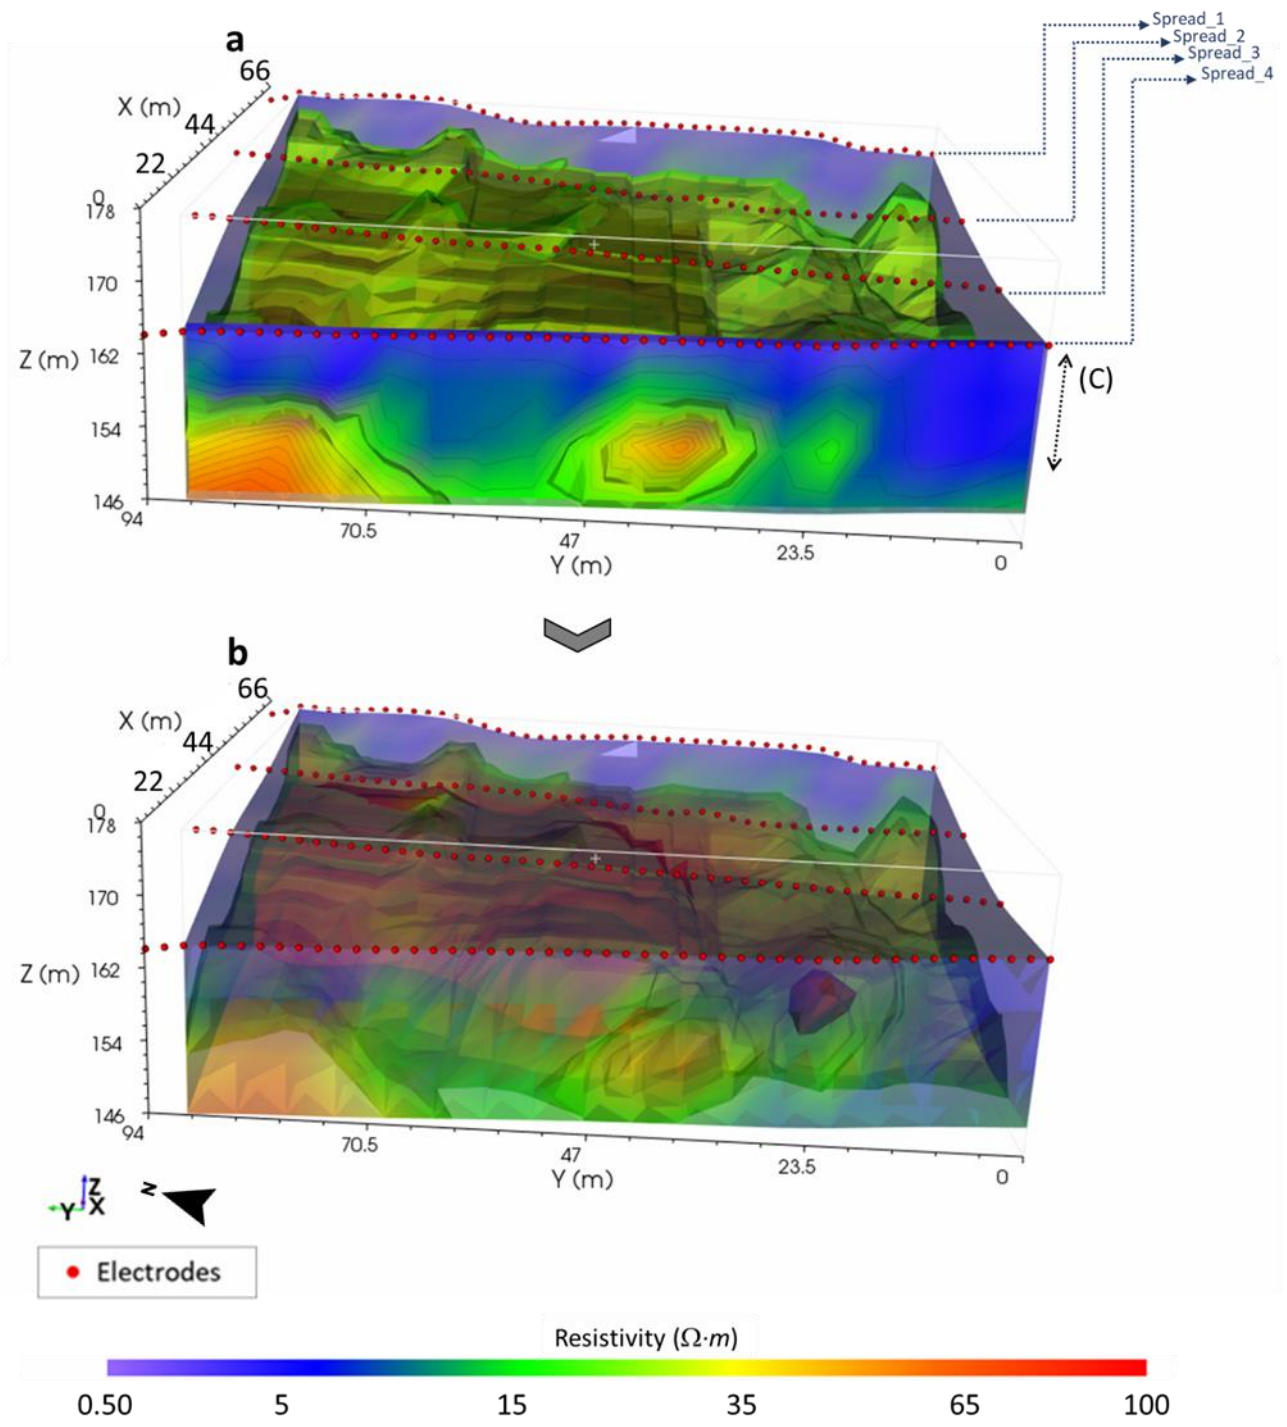 a
Spread_1
Spread_2
Spread_3
Spread_4
66
X (m)
44
22
0
178
170
Z (m)
162
(C)
154
146
94
70.5
47
23.5
0
Y (m)
b
66
X (m)
44
22
0
178
170
Z (m)
162
154
146
94
70.5
47
23.5
0
Y (m)
Z
Y
X
N
Electrodes
Resistivity (Ω·m)
0.50 5 15 35 65 100